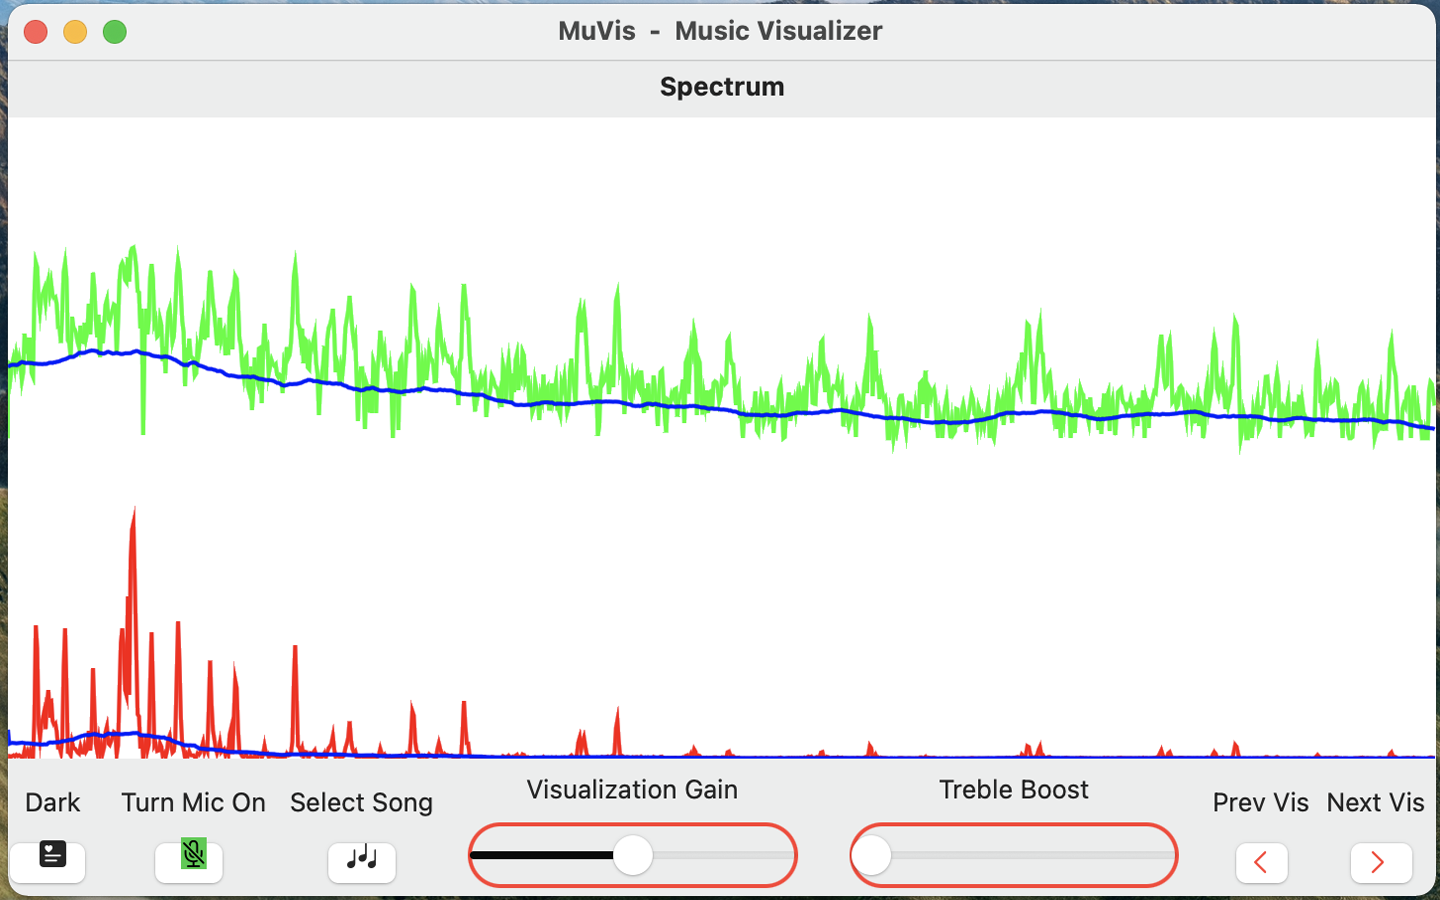 MuVis - Music Visualizer
Spectrum
Dark
Turn Mic On
Select Song
Visualization Gain
Treble Boost
Prev Vis
Next Vis